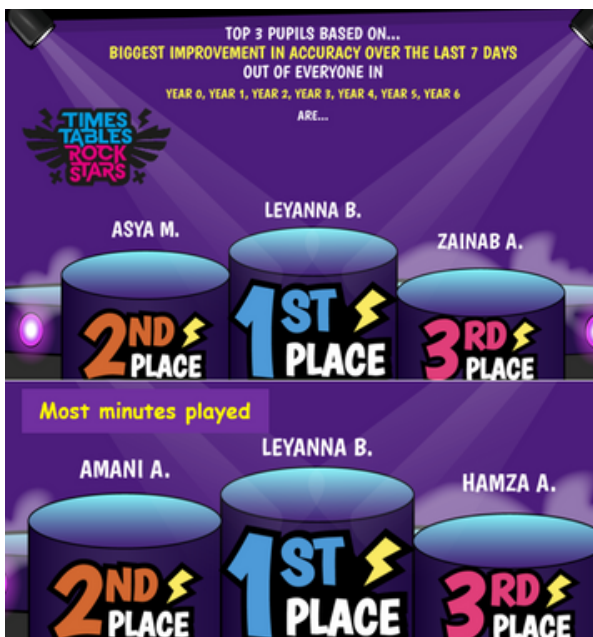 TOP 3 PUPILS BASED ON...
BIGGEST IMPROVEMENT IN ACCURACY OVER THE LAST 7 DAYS
OUT OF EVERYONE IN
YEAR 0, YEAR 1, YEAR 2, YEAR 3, YEAR 4, YEAR 5, YEAR 6
ARE...
TIMES
TABLES
ROCK
STARS
LEYANNA B.
ASYA M.
ZAINAB A.
2ND
PLACE
1ST
PLACE
3RD
PLACE
Most minutes played
LEYANNA B.
AMANI A.
HAMZA A.
2ND
PLACE
1ST
PLACE
3RD
PLACE